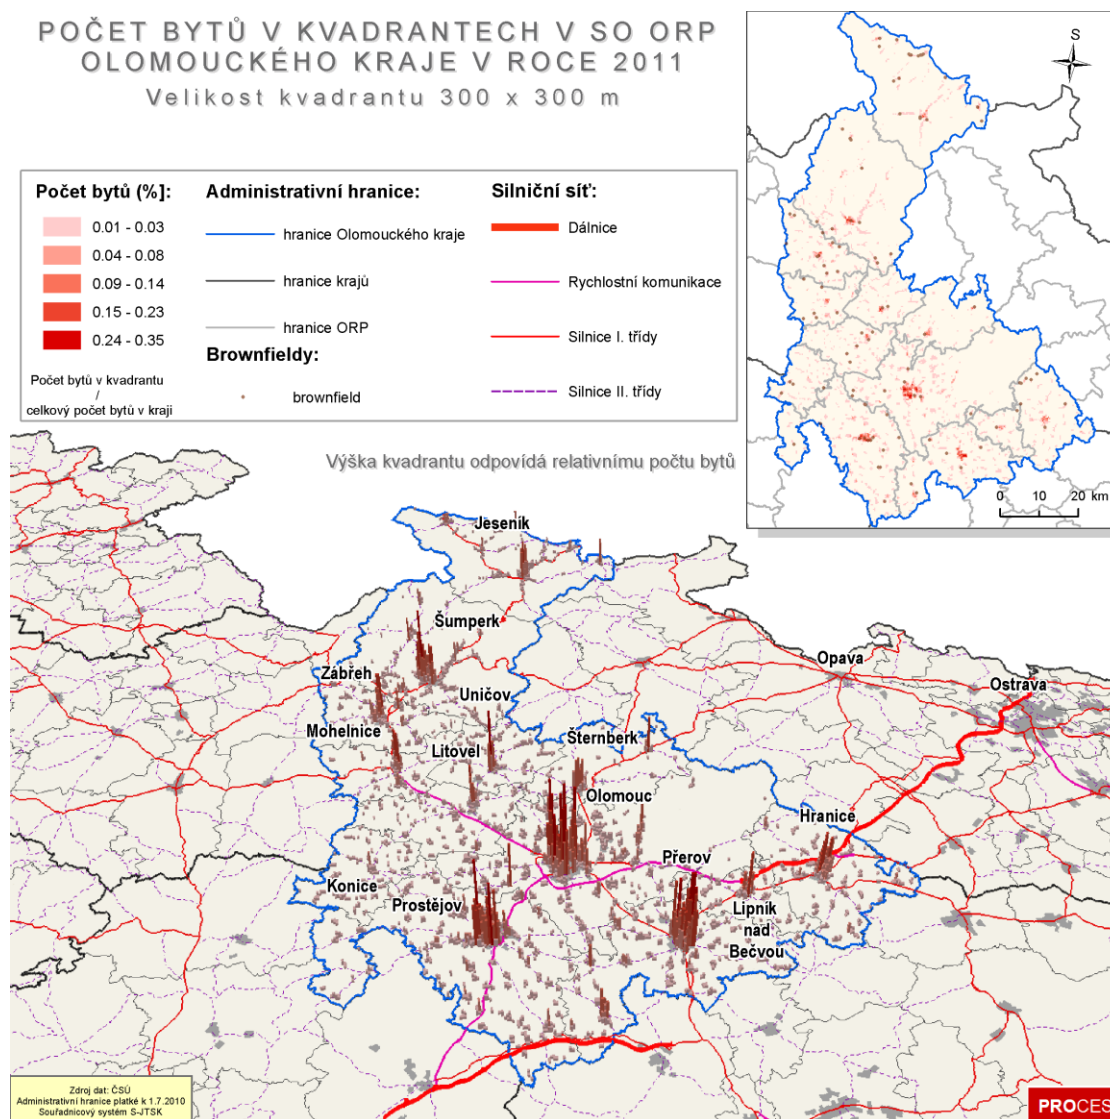 POČET BYTŮ V KVADRANTECH V SO ORP
OLOMOUCKÉHO KRAJE V ROCE 2011
Velikost kvadrantu 300 x 300 m
S
Počet bytů (%]:
0.01 - 0.03
0.04 - 0.08
0.09 - 0.14
0.15 - 0.23
0.24 - 0.35
Počet bytů v kvadrantu
/
celkový počet bytů v kraji
Administrativní hranice:
hranice Olomouckého kraje
hranice krajů
hranice ORP
Brownfieldy:
brownfield
Silniční síť:
Dálnice
Rychlostní komunikace
Silnice I. třídy
Silnice II. třídy
0 10 20 km
Výška kvadrantu odpovídá relativnímu počtu bytů
Jeseník
Šumperk
Zábřeh
Uničov
Mohelnice
Litovel
Šternberk
Opava
Ostrava
Olomouc
Hranice
Přerov
Konice
Prostějov
Lipník
nad
Bečvou
Zdroj dat: ČSÚ
Administrativní hranice platké k 1.7.2010
Souřadnicový systém S-JTSK
PROCES